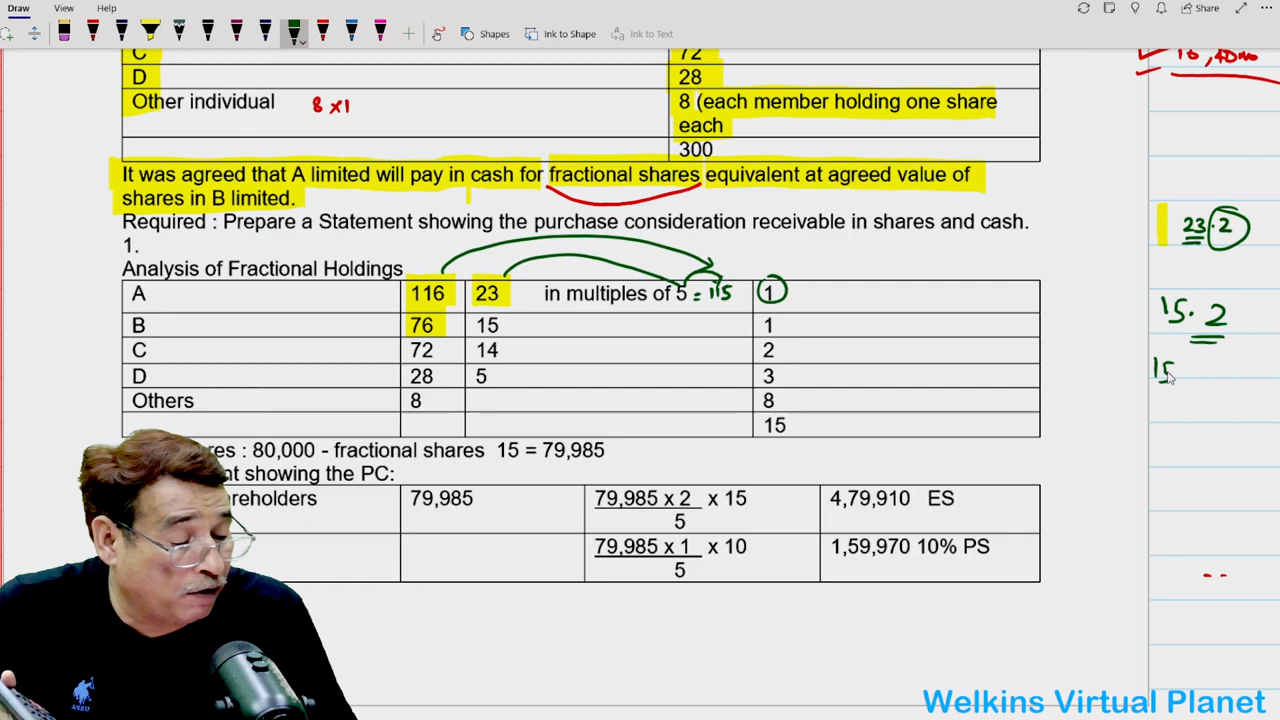 Draw View Help Share
Shapes Ink to Shape Ink to Text
C 72
D 28
Other individual 8 x1 8 (each member holding one share
each
300
It was agreed that A limited will pay in cash for fractional shares equivalent at agreed value of
shares in B limited.
Required : Prepare a Statement showing the purchase consideration receivable in shares and cash.
1.
Analysis of Fractional Holdings
A 116 23 in multiples of 5 = 115 1
B 76 15 1
C 72 14 2
D 28 5 3
Others 8 8
15
res : 80,000 - fractional shares 15 = 79,985
nt showing the PC:
reholders 79,985 79,985 x 2 x 15 4,79,910 ES
5
79,985 x 1 x 10 1,59,970 10% PS
5
23.2
15.2
15
Welkins Virtual Planet